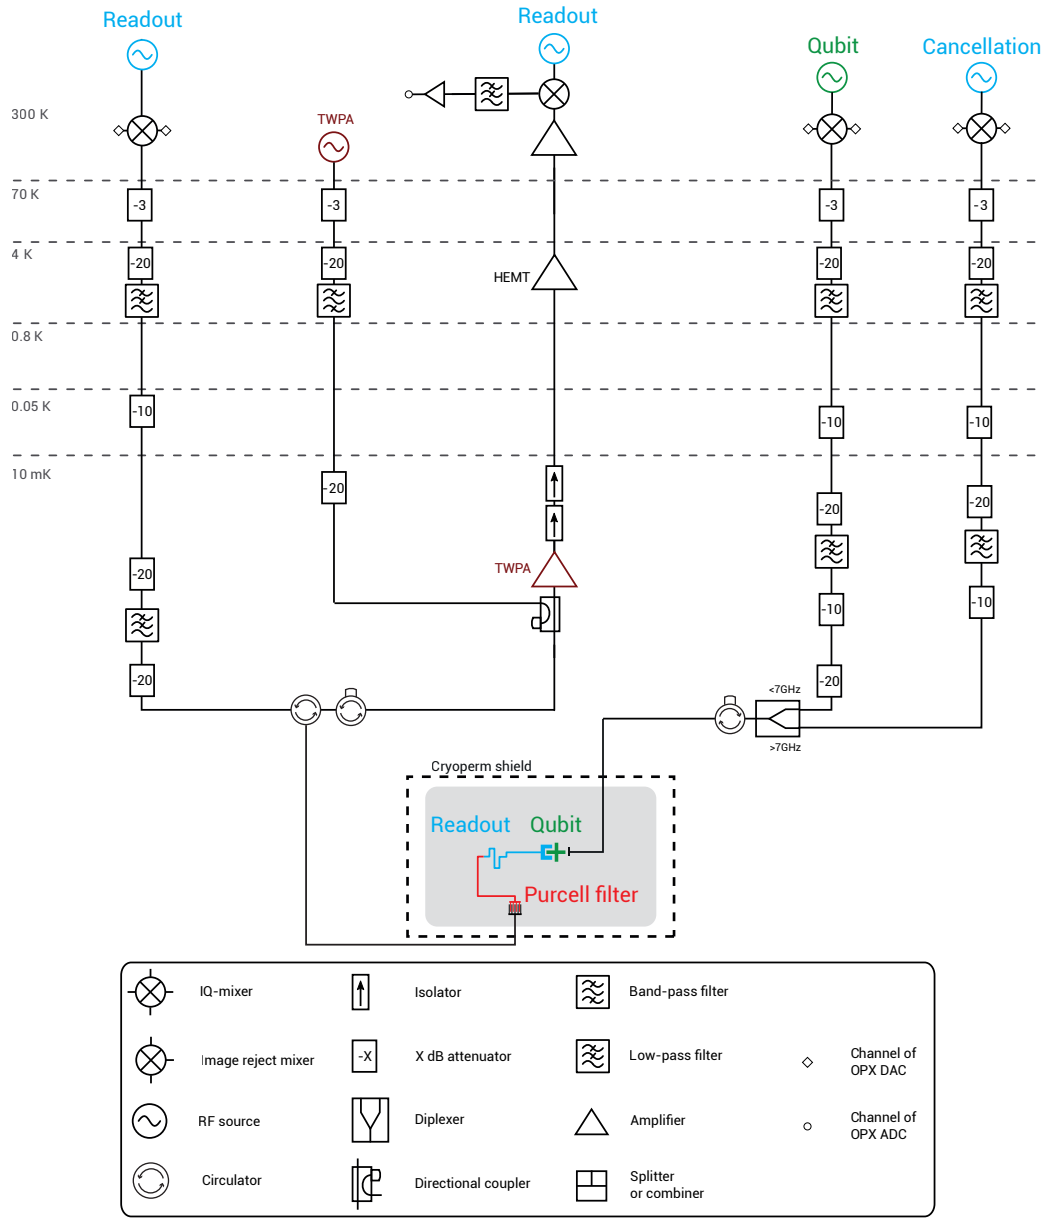 Readout
Readout
Qubit
Cancellation
300 K
TWPA
70 K
-3
-3
-3
-3
4 K
-20
-20
HEMT
-20
-20
0.8 K
0.05 K
-10
-10
-10
10 mK
-20
-20
-20
-20
TWPA
-10
-10
-20
-20
<7GHz
>7GHz
Cryoperm shield
Readout
Qubit
Purcell filter
IQ-mixer
Isolator
Band-pass filter
Image reject mixer
-X
X dB attenuator
Low-pass filter
Channel of
OPX DAC
RF source
Diplexer
Amplifier
Channel of
OPX ADC
Circulator
Directional coupler
Splitter
or combiner